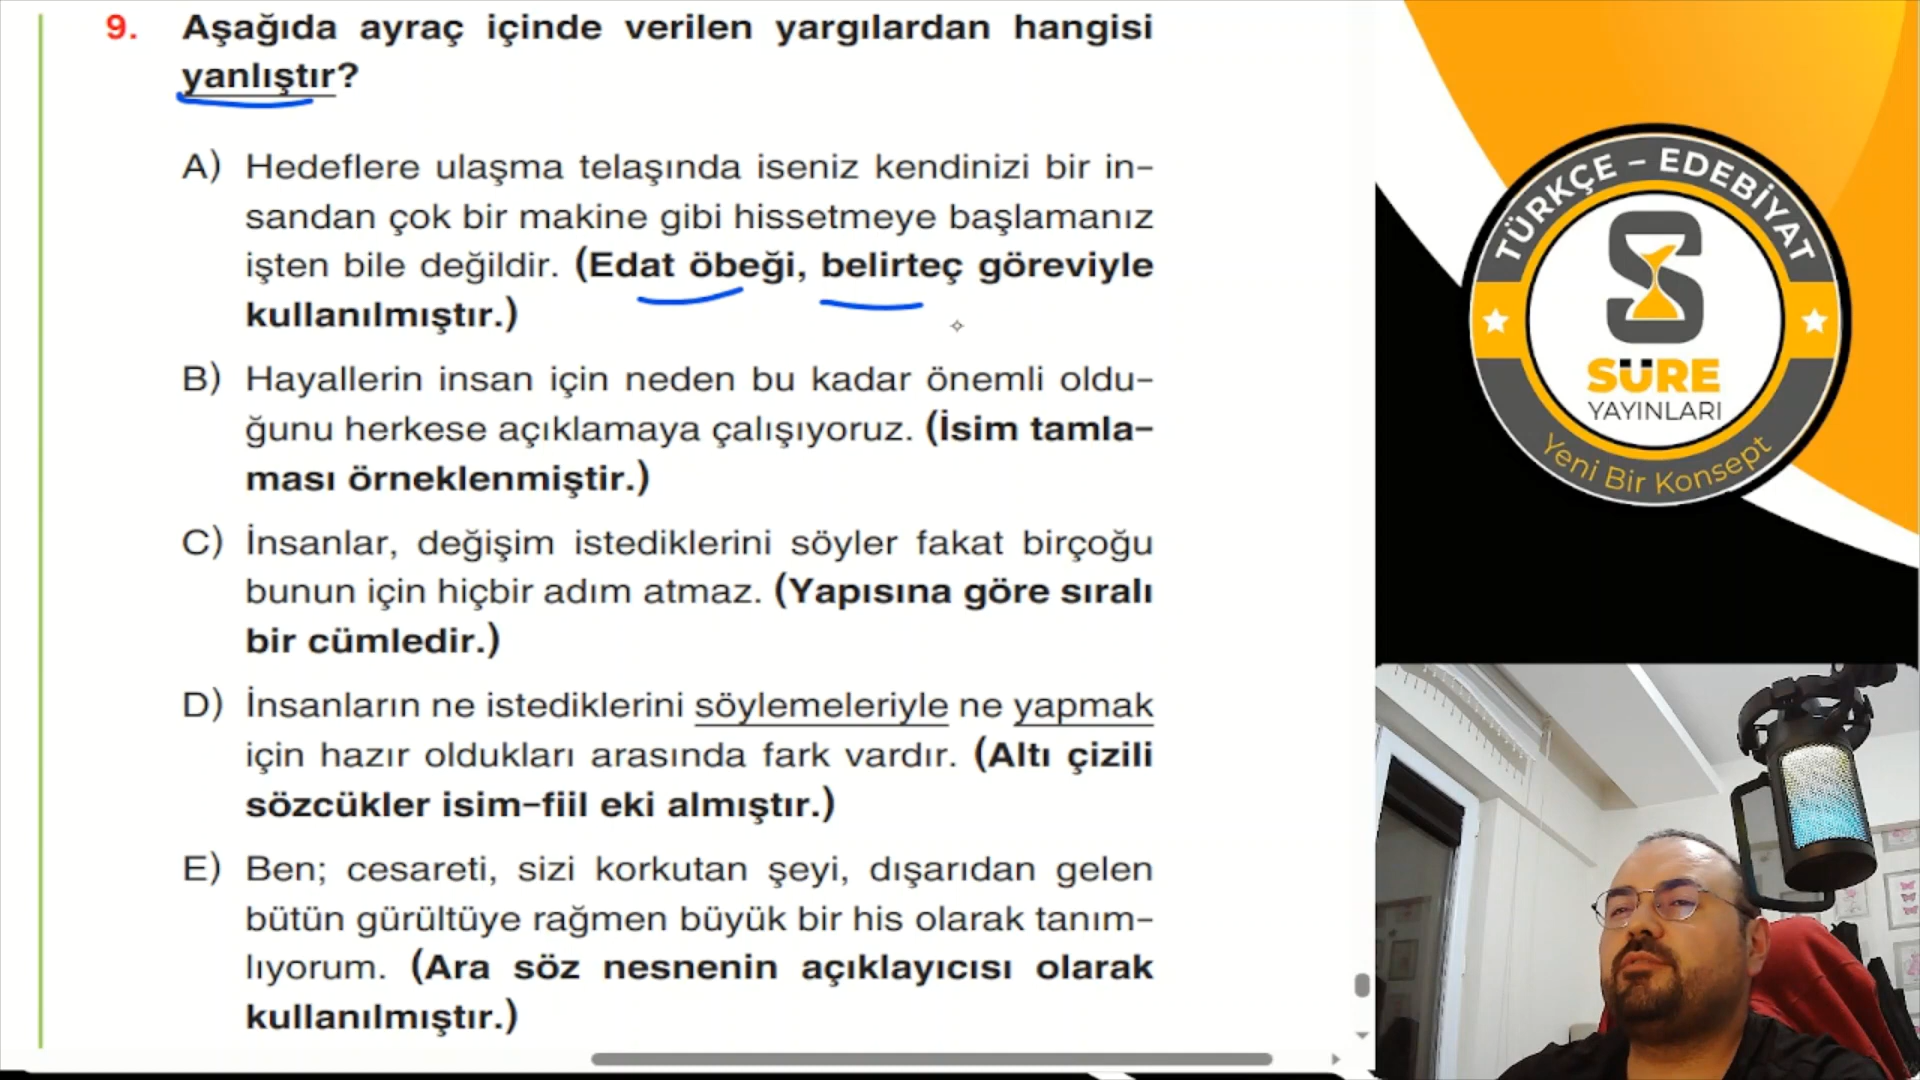 9. Aşağıda ayraç içinde verilen yargılardan hangisi
yanlıştır?
A) Hedeflere ulaşma telaşında iseniz kendinizi bir in-
sandan çok bir makine gibi hissetmeye başlamanız
işten bile değildir. (Edat öbeği, belirteç göreviyle
kullanılmıştır.)
B) Hayallerin insan için neden bu kadar önemli oldu-
ğunu herkese açıklamaya çalışıyoruz. (İsim tamla-
ması örneklenmiştir.)
C) İnsanlar, değişim istediklerini söyler fakat birçoğu
bunun için hiçbir adım atmaz. (Yapısına göre sıralı
bir cümledir.)
D) İnsanların ne istediklerini söylemeleriyle ne yapmak
için hazır oldukları arasında fark vardır. (Altı çizili
sözcükler isim-fiil eki almıştır.)
E) Ben; cesareti, sizi korkutan şeyi, dışarıdan gelen
bütün gürültüye rağmen büyük bir his olarak tanım-
lıyorum. (Ara söz nesnenin açıklayıcısı olarak
kullanılmıştır.)
TÜRKÇE – EDEBİYAT
SÜRE
YAYINLARI
Yeni Bir Konsept